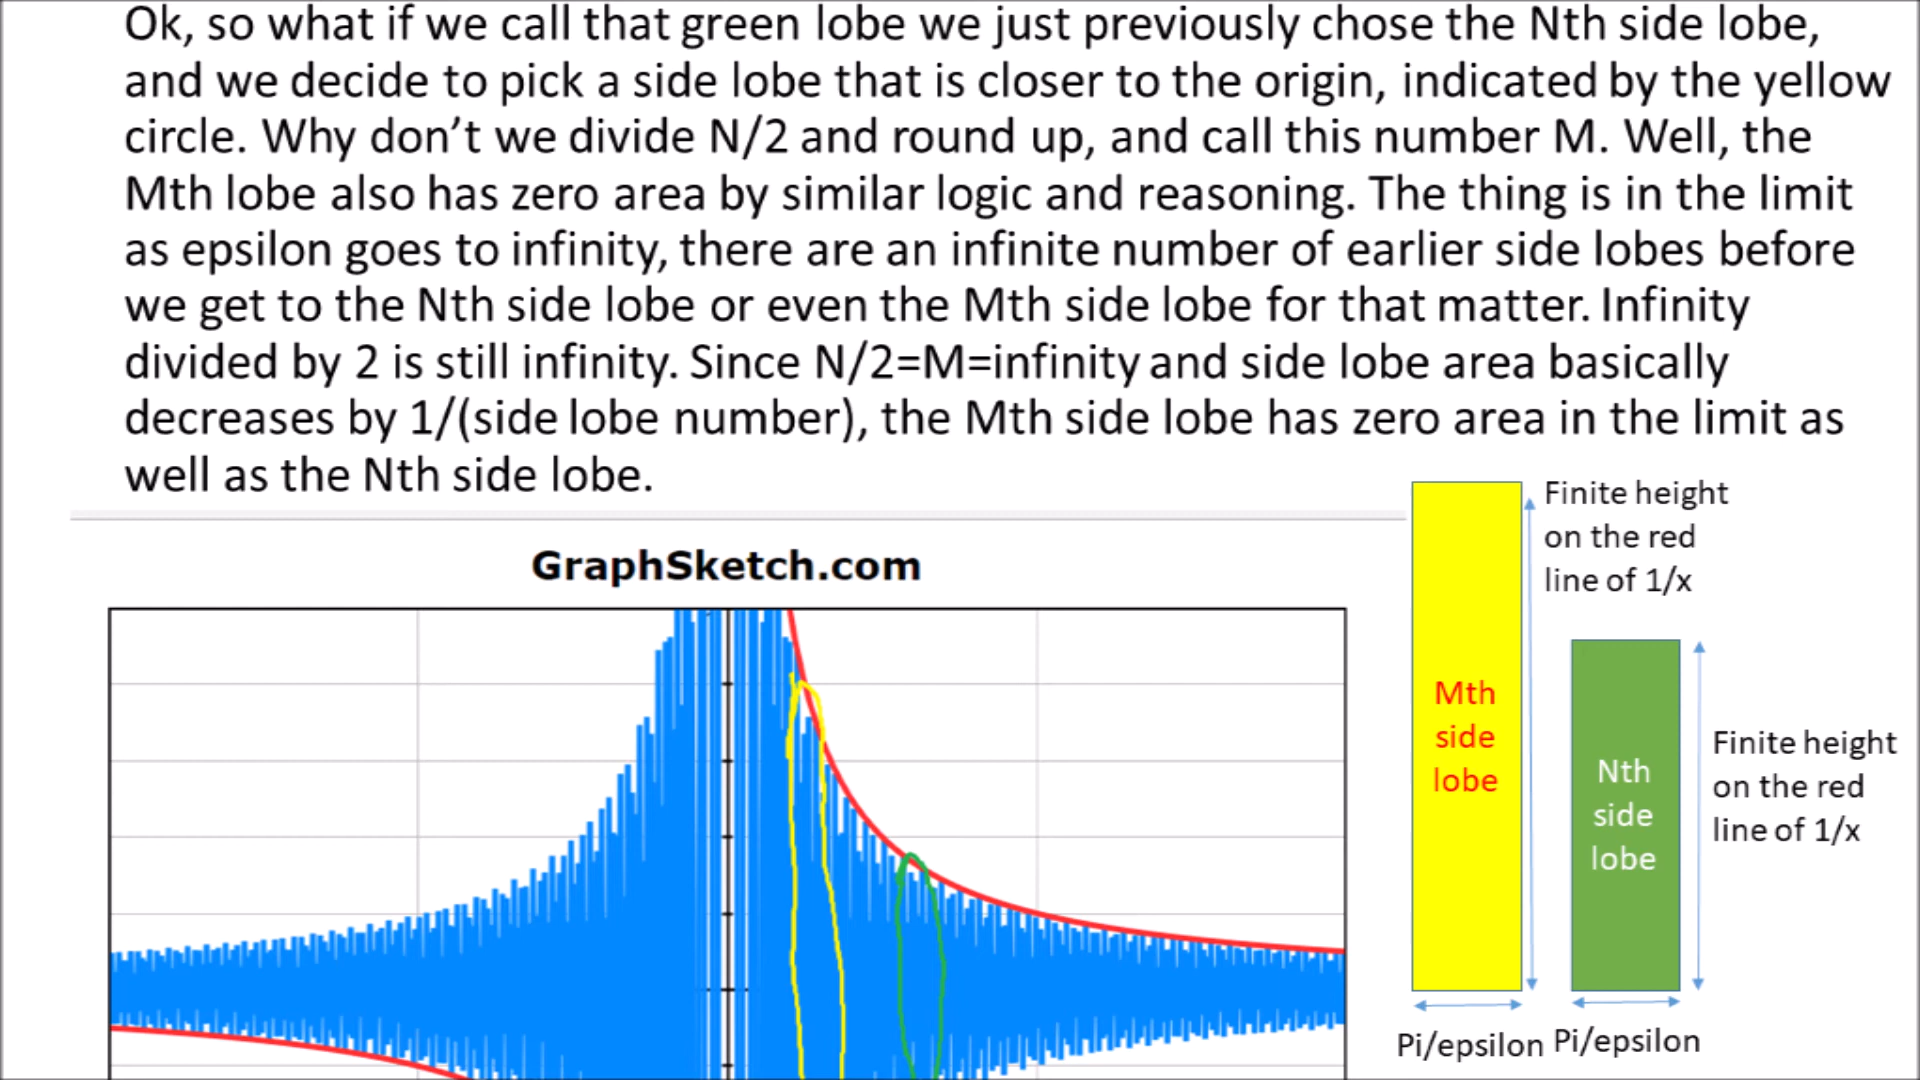 Ok, so what if we call that green lobe we just previously chose the Nth side lobe,
and we decide to pick a side lobe that is closer to the origin, indicated by the yellow
circle. Why don’t we divide N/2 and round up, and call this number M. Well, the
Mth lobe also has zero area by similar logic and reasoning. The thing is in the limit
as epsilon goes to infinity, there are an infinite number of earlier side lobes before
we get to the Nth side lobe or even the Mth side lobe for that matter. Infinity
divided by 2 is still infinity. Since N/2=M=infinity and side lobe area basically
decreases by 1/(side lobe number), the Mth side lobe has zero area in the limit as
well as the Nth side lobe.
GraphSketch.com
Finite height
on the red
line of 1/x
Mth
side
lobe
Nth
side
lobe
Finite height
on the red
line of 1/x
Pi/epsilon
Pi/epsilon